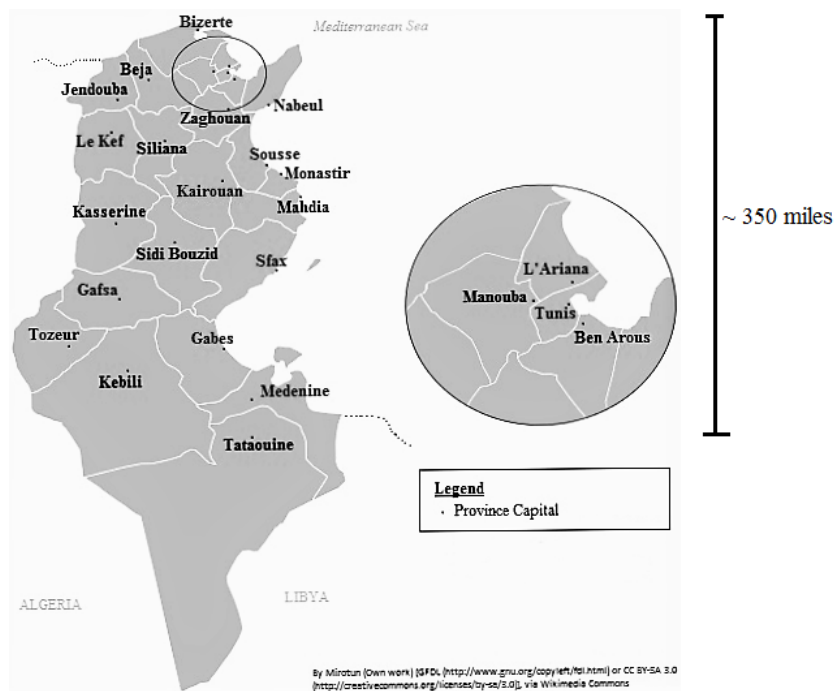 Bizerte
Mediterranean Sea
Beja
Jendouba
Nabeul
Zaghouan
Le Kef
Siliana
Sousse
Monastir
Kairouan
Kasserine
Mahdia
~ 350 miles
Sidi Bouzid
Sfax
L'Ariana
Gafsa
Manouba
Tunis
Tozeur
Gabes
Ben Arous
Kebili
Medenine
Tataouine
Legend
· Province Capital
ALGERIA
LIBYA
By Mirotun (Own work) [GFDL (http://www.gnu.org/copyleft/fdl.html) or CC BY-SA 3.0
(http://creativecommons.org/licenses/by-sa/3.0)], via Wikimedia Commons